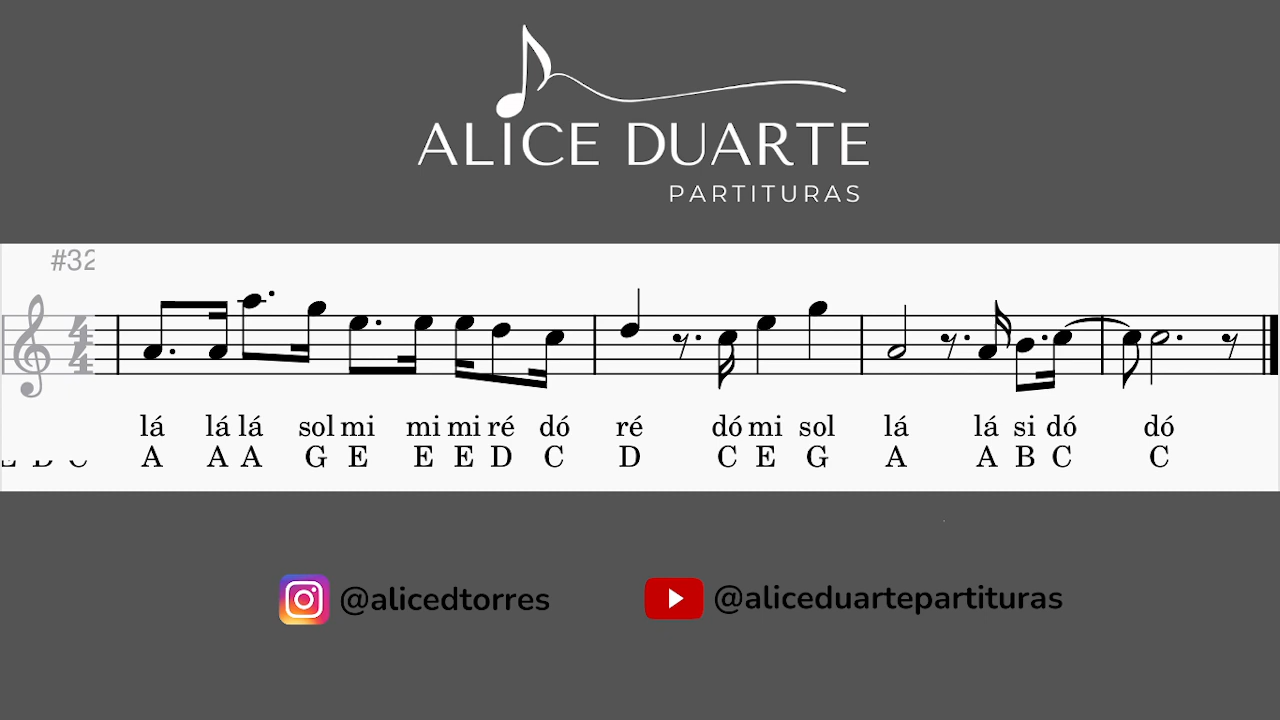 ALICE DUARTE
PARTITURAS
#32
lá lá lá sol mi mi mi ré dó ré dó mi sol lá lá si dó dó
A A A G E E E D C D C E G A A B C C
@alicedtorres
@aliceduartepartituras